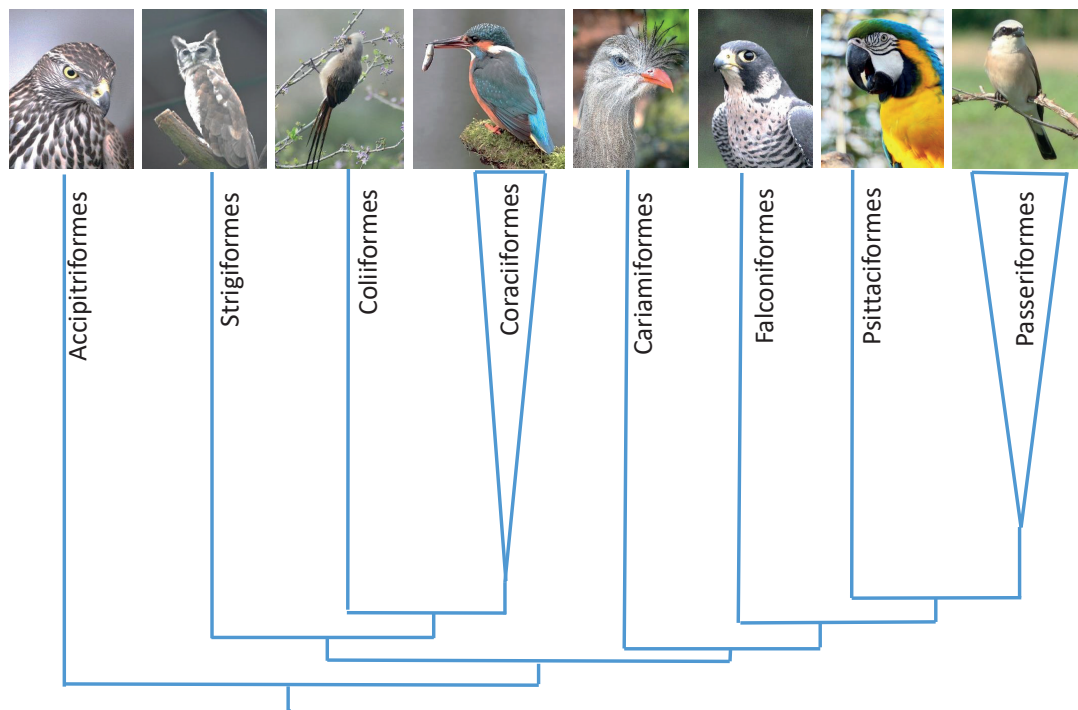 Accipitriformes
Strigiformes
Coliiformes
Coraciiformes
Cariamiformes
Falconiformes
Psittaciformes
Passeriformes